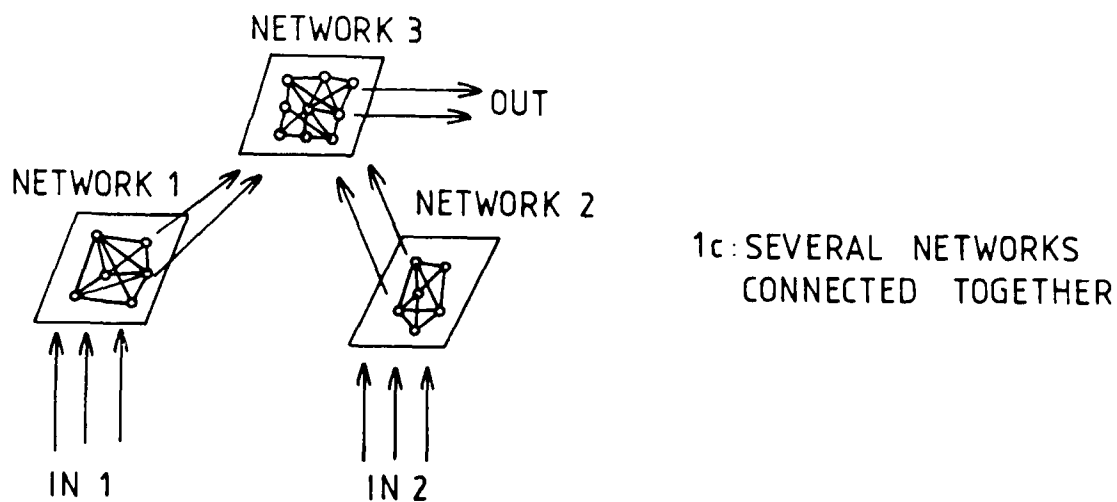 NETWORK 3
OUT
NETWORK 1
NETWORK 2
1c: SEVERAL NETWORKS
CONNECTED TOGETHER
IN 1
IN 2